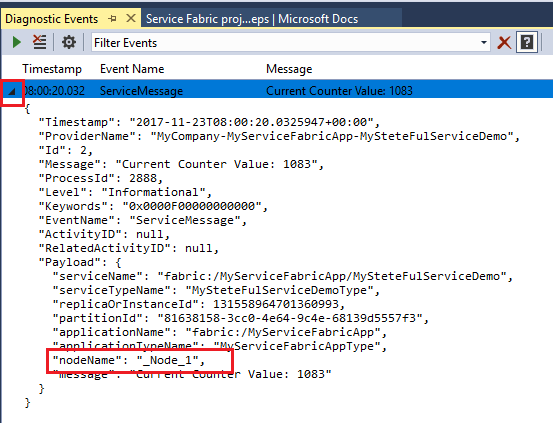 Diagnostic Events
Service Fabric proj...eps | Microsoft Docs
Filter Events
Timestamp Event Name Message
08:00:20.032 ServiceMessage Current Counter Value: 1083
{
"Timestamp": "2017-11-23T08:00:20.0325947+00:00",
"ProviderName": "MyCompany-MyServiceFabricApp-MySteteFulServiceDemo",
"Id": 2,
"Message": "Current Counter Value: 1083",
"ProcessId": 2888,
"Level": "Informational",
"Keywords": "0x0000F00000000000",
"EventName": "ServiceMessage",
"ActivityID": null,
"RelatedActivityID": null,
"Payload": {
"serviceName": "fabric:/MyServiceFabricApp/MySteteFulServiceDemo",
"serviceTypeName": "MySteteFulServiceDemoType",
"replicaOrInstanceId": 131558964701360993,
"partitionId": "81638158-3cc0-4e64-9c4e-68139d5557f3",
"applicationName": "fabric:/MyServiceFabricApp",
"applicationTypeName": "MyServiceFabricAppType",
"nodeName": "_Node_1",
"message": "Current Counter Value: 1083"
}
}